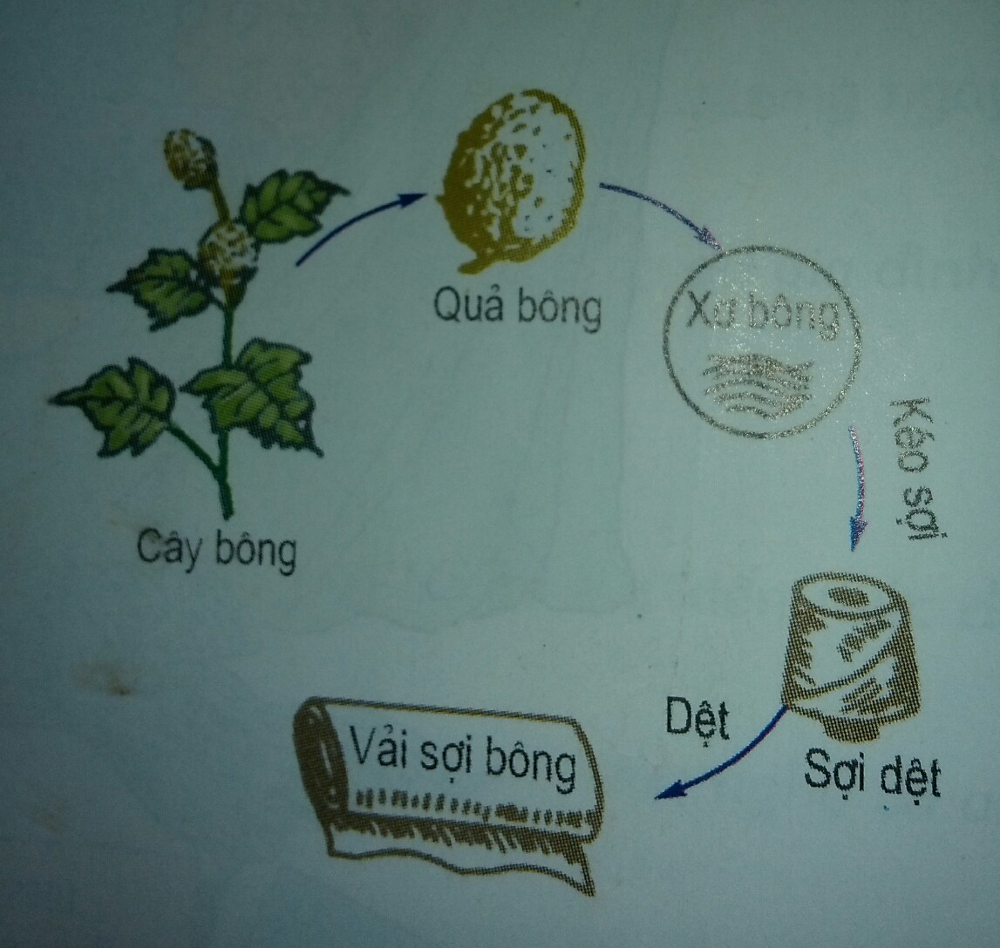 Quả bông
Xơ bông
Kéo sợi
Cây bông
Dệt
Sợi dệt
Vải sợi bông